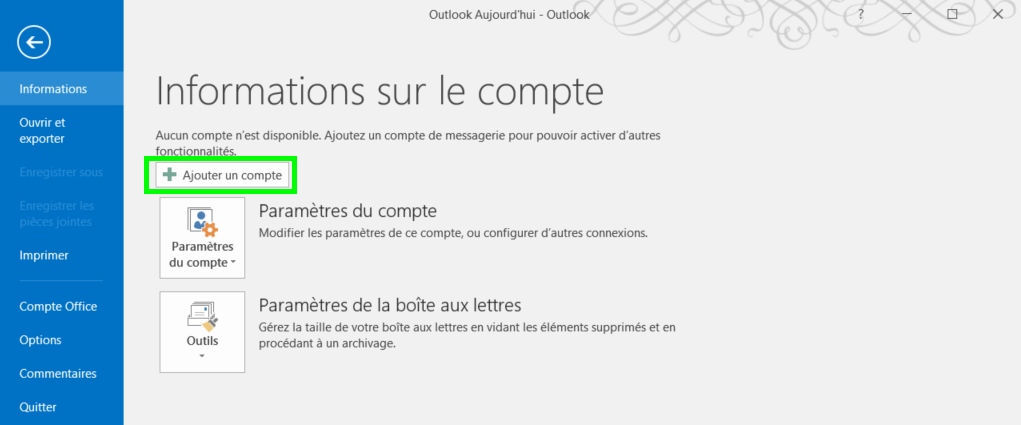 Outlook Aujourd'hui - Outlook
?
Informations
Ouvrir et
exporter
Enregistrer sous
Enregistrer les
pièces jointes
Imprimer
Compte Office
Options
Commentaires
Quitter
Informations sur le compte
Aucun compte n'est disponible. Ajoutez un compte de messagerie pour pouvoir activer d'autres
fonctionnalités.
Ajouter un compte
Paramètres
du compte
Paramètres du compte
Modifier les paramètres de ce compte, ou configurer d'autres connexions.
Outils
Paramètres de la boîte aux lettres
Gérez la taille de votre boîte aux lettres en vidant les éléments supprimés et en
procédant à un archivage.